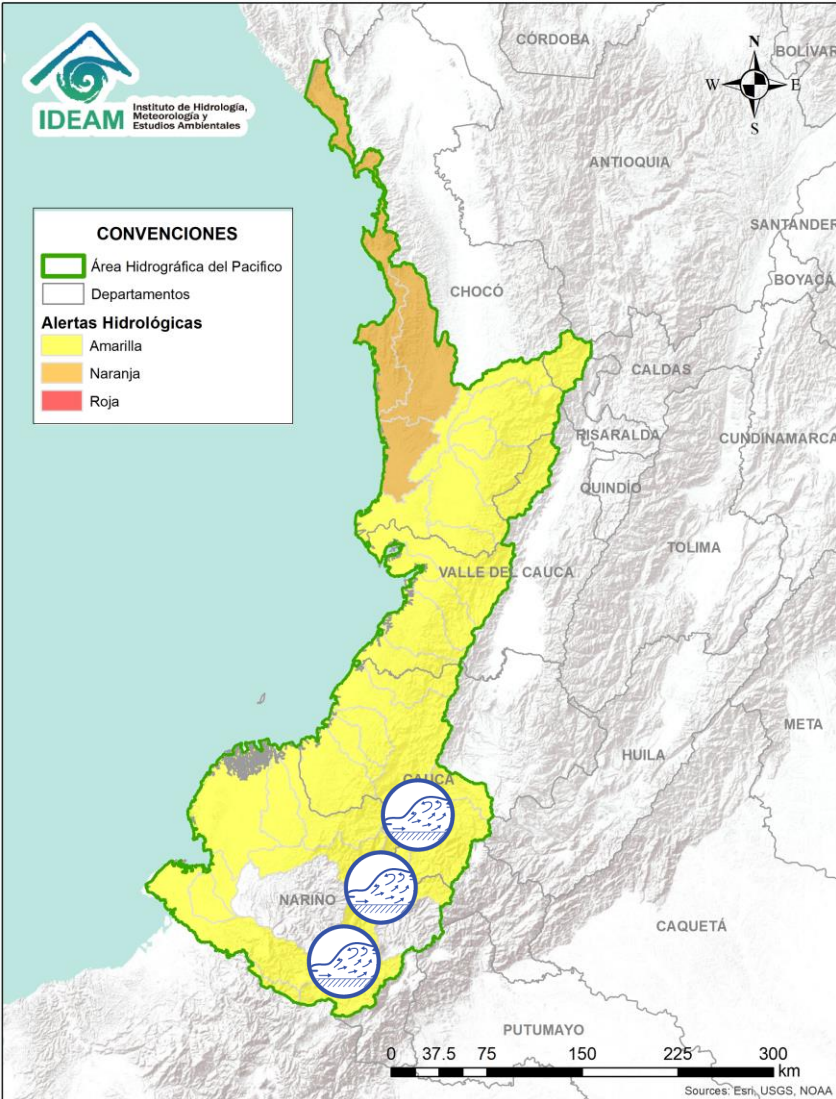 IDEAM
Instituto de Hidrología,
Meteorología y
Estudios Ambientales
CONVENCIONES
Área Hidrográfica del Pacifico
Departamentos
Alertas Hidrológicas
Amarilla
Naranja
Roja
N
W
E
S
CÓRDOBA
BOLÍVAR
ANTIOQUIA
SANTANDER
BOYACÁ
CHOCÓ
CALDAS
RISARALDA
CUNDINAMARCA
QUINDÍO
TOLIMA
VALLE DEL CAUCA
META
HUILA
CAUCA
NARIÑO
CAQUETÁ
PUTUMAYO
0 37.5 75 150 225 300
km
Sources: Esri, USGS, NOAA